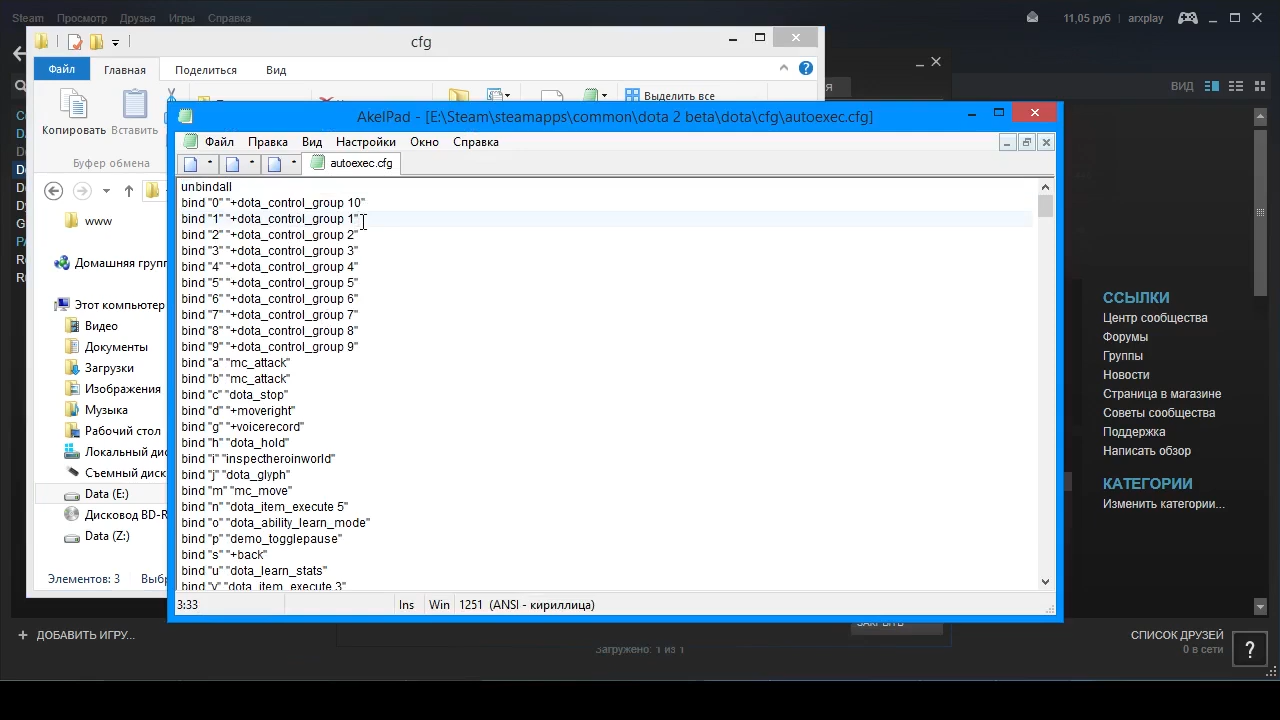 Steam Просмотр Друзья Игры Справка
11,05 руб arxplay
cfg
Файл Главная Поделиться Вид
ВИД
Копировать Вставить
Выделить все
Буфер обмена
AkelPad - [E:\Steam\steamapps\common\dota 2 beta\dota\cfg\autoexec.cfg]
Файл Правка Вид Настройки Окно Справка
* * * autoexec.cfg
www
Домашняя групп
Этот компьютер
Видео
Документы
Загрузки
Изображения
Музыка
Рабочий стол
Локальный дис
Съемный диск
Data (E:)
Дисковод BD-R
Data (Z:)
Элементов: 3 Выбр
unbindall
bind "0" "+dota_control_group 10"
bind "1" "+dota_control_group 1"
bind "2" "+dota_control_group 2"
bind "3" "+dota_control_group 3"
bind "4" "+dota_control_group 4"
bind "5" "+dota_control_group 5"
bind "6" "+dota_control_group 6"
bind "7" "+dota_control_group 7"
bind "8" "+dota_control_group 8"
bind "9" "+dota_control_group 9"
bind "a" "mc_attack"
bind "b" "mc_attack"
bind "c" "dota_stop"
bind "d" "+moveright"
bind "g" "+voicerecord"
bind "h" "dota_hold"
bind "i" "inspectheroinworld"
bind "j" "dota_glyph"
bind "m" "mc_move"
bind "n" "dota_item_execute 5"
bind "o" "dota_ability_learn_mode"
bind "p" "demo_togglepause"
bind "s" "+back"
bind "u" "dota_learn_stats"
bind "v" "dota_item_execute 3"
3:33 Ins Win 1251 (ANSI - кириллица)
ССЫЛКИ
Центр сообщества
Форумы
Группы
Новости
Страница в магазине
Советы сообщества
Поддержка
Написать обзор
КАТЕГОРИИ
Изменить категории...
ЗАКРЫТЬ
+ ДОБАВИТЬ ИГРУ...
Загружено: 1 из 1
СПИСОК ДРУЗЕЙ
0 в сети
?